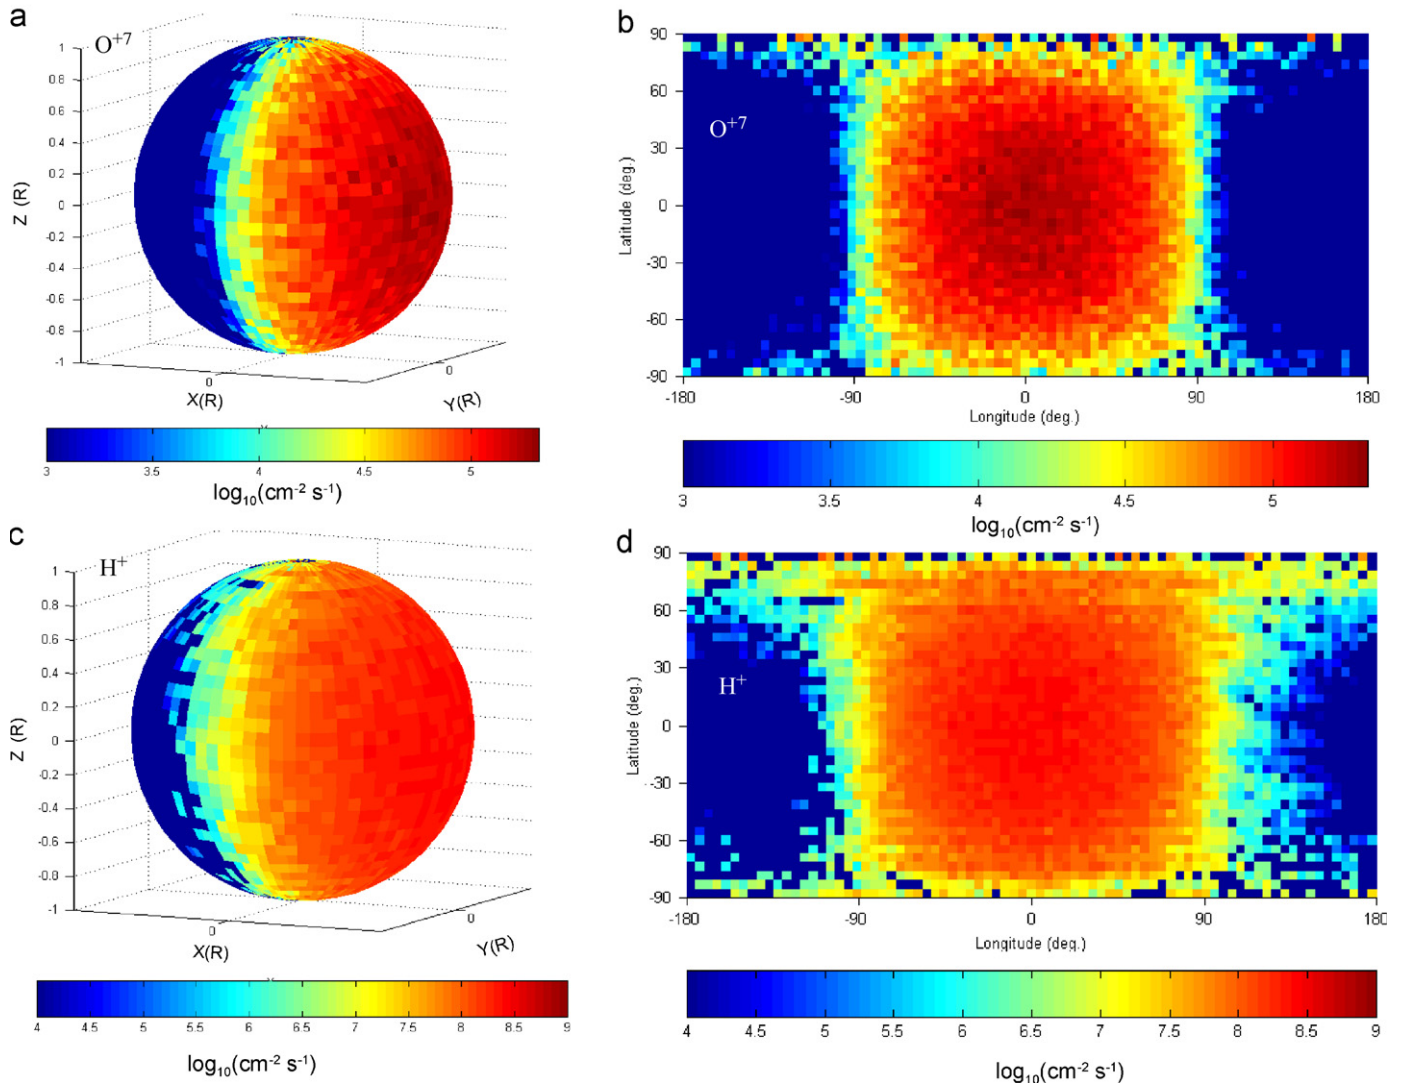 a
O+7
1
0.8
0.6
0.4
0.2
0
-0.2
-0.4
-0.6
-0.8
-1
Z (R)
0
0
X(R)
Y(R)
3 3.5 4 4.5 5
log10(cm-2 s-1)
b
O+7
90
60
30
0
-30
-60
-90
Latitude (deg.)
-180 -90 0 90 180
Longitude (deg.)
3 3.5 4 4.5 5
log10(cm-2 s-1)
c
H+
1
0.8
0.6
0.4
0.2
0
-0.2
-0.4
-0.6
0.8
-1
Z (R)
0
0
X(R)
Y(R)
4 4.5 5 5.5 6 6.5 7 7.5 8 8.5 9
log10(cm-2 s-1)
d
H+
90
60
30
0
-30
-60
-90
Latitude (deg.)
-180 -90 0 90 180
Longitude (deg.)
4 4.5 5 5.5 6 6.5 7 7.5 8 8.5 9
log10(cm-2 s-1)